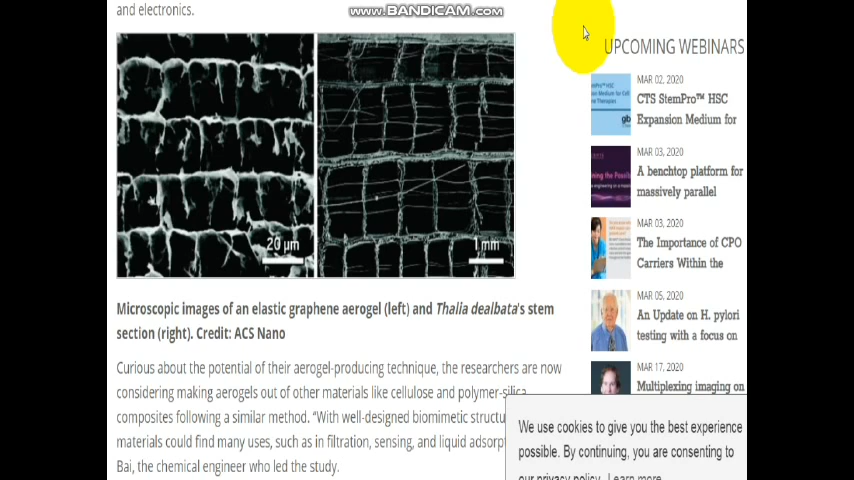 and electronics.
www.BANDICAM.com
20 µm
1 mm
Microscopic images of an elastic graphene aerogel (left) and Thalia dealbata's stem
section (right). Credit: ACS Nano
Curious about the potential of their aerogel-producing technique, the researchers are now
considering making aerogels out of other materials like cellulose and polymer-silica
composites following a similar method. “With well-designed biomimetic
materials could find many uses, such as in filtration, sensing, and liquid
Bai, the chemical engineer who led the study.
UPCOMING WEBINARS
MAR 02, 2020
CTS StemPro™ HSC
Expansion Medium for
MAR 03, 2020
A benchtop platform for
massively parallel
MAR 03, 2020
The Importance of CPO
Carriers Within the
MAR 05, 2020
An Update on H. pylori
testing with a focus on
MAR 17, 2020
Multiplexing imaging on
We use cookies to give you the best experience
possible. By continuing, you are consenting to
our privacy policy. Learn more